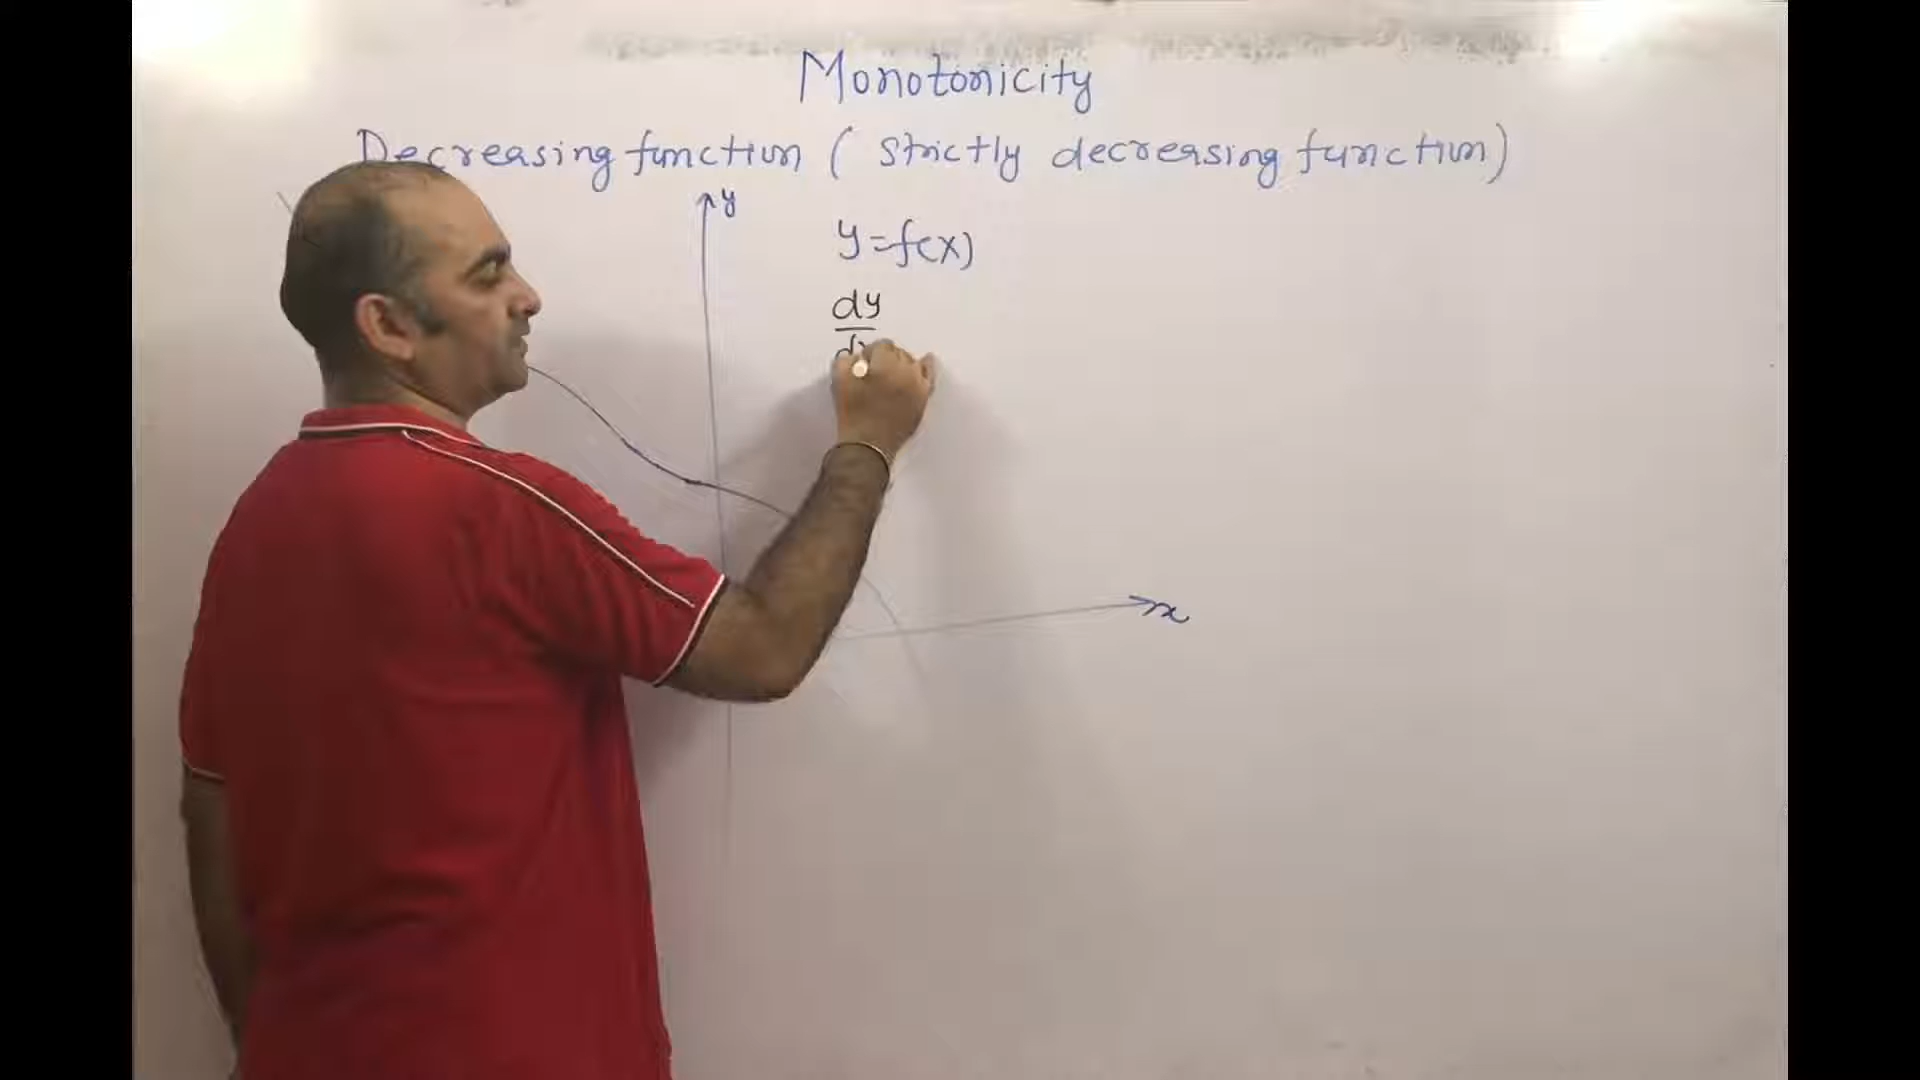 Monotonicity
Decreasing function ( strictly decreasing function)
y
y=f(x)
dy
d
x